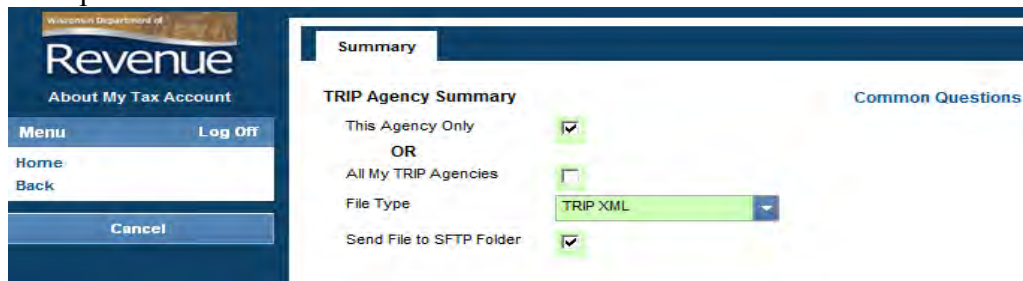 Wisconsin Department of
Revenue
About My Tax Account
Menu Log Off
Home
Back
Cancel
Summary
TRIP Agency Summary Common Questions
This Agency Only
OR
All My TRIP Agencies
File Type TRIP XML
Send File to SFTP Folder